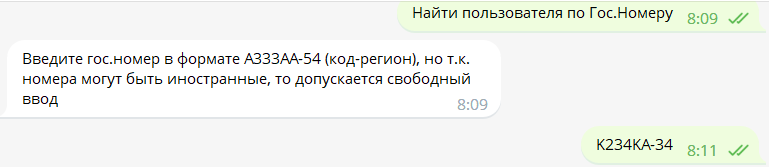 Найти пользователя по Гос.Номеру
8:09
Введите гос.номер в формате А333АА-54 (код-регион), но т.к.
номера могут быть иностранные, то допускается свободный
ввод
8:09
К234КА-34
8:11